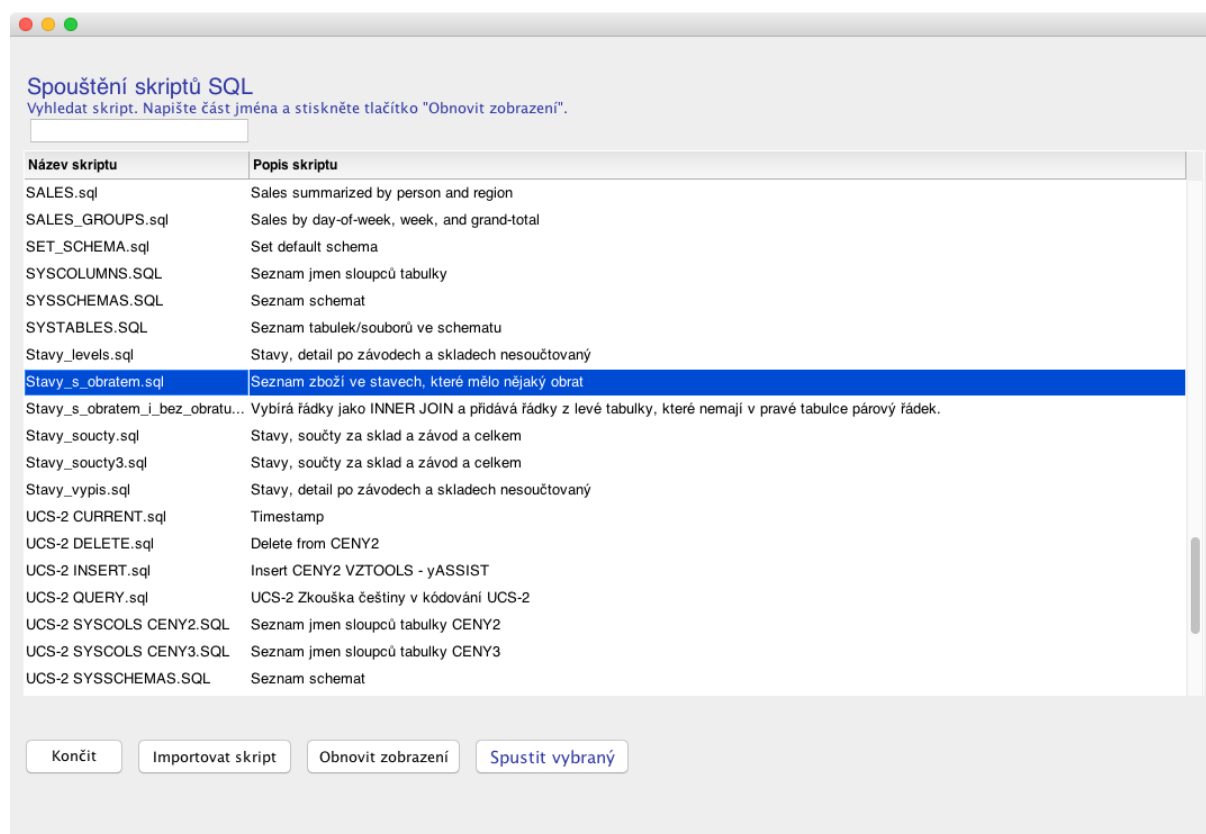 Spouštění skriptů SQL
Vyhledat skript. Napište část jména a stiskněte tlačítko "Obnovit zobrazení".
Název skriptu Popis skriptu
SALES.sql Sales summarized by person and region
SALES_GROUPS.sql Sales by day-of-week, week, and grand-total
SET_SCHEMA.sql Set default schema
SYSCOLUMNS.SQL Seznam jmen sloupců tabulky
SYSSCHEMAS.SQL Seznam schemat
SYSTABLES.SQL Seznam tabulek/souborů ve schematu
Stavy_levels.sql Stavy, detail po závodech a skladech nesoučtovaný
Stavy_s_obratem.sql Seznam zboží ve stavech, které mělo nějaký obrat
Stavy_s_obratem_i_bez_obratu... Vybírá řádky jako INNER JOIN a přidává řádky z levé tabulky, které nemají v pravé tabulce párový řádek.
Stavy_soucty.sql Stavy, součty za sklad a závod a celkem
Stavy_soucty3.sql Stavy, součty za sklad a závod a celkem
Stavy_vypis.sql Stavy, detail po závodech a skladech nesoučtovaný
UCS-2 CURRENT.sql Timestamp
UCS-2 DELETE.sql Delete from CENY2
UCS-2 INSERT.sql Insert CENY2 VZTOOLS - yASSIST
UCS-2 QUERY.sql UCS-2 Zkouška češtiny v kódování UCS-2
UCS-2 SYSCOLS CENY2.SQL Seznam jmen sloupců tabulky CENY2
UCS-2 SYSCOLS CENY3.SQL Seznam jmen sloupců tabulky CENY3
UCS-2 SYSSCHEMAS.SQL Seznam schemat
Končit Importovat skript Obnovit zobrazení Spustit vybraný